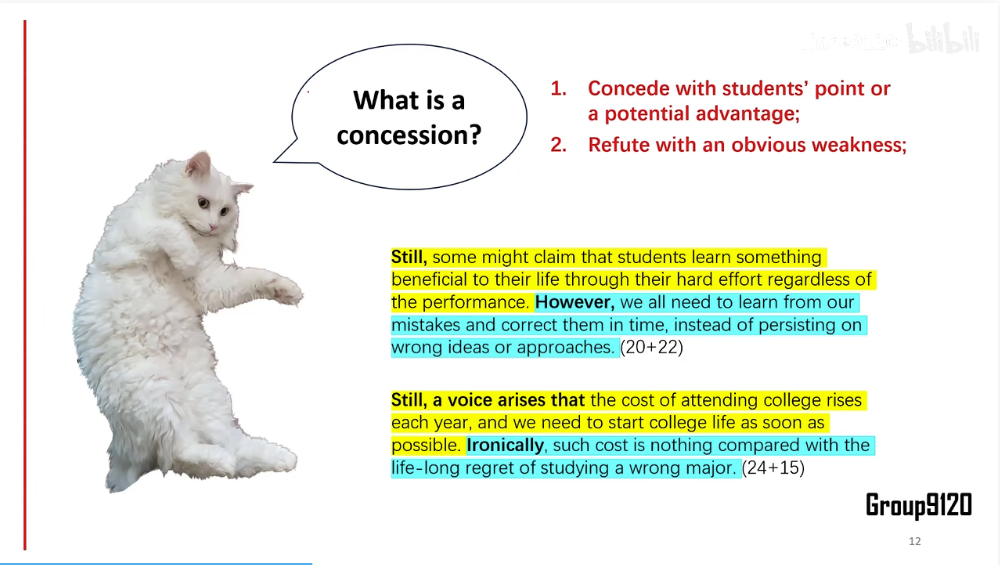 bilibili
What is a
concession?
1. Concede with students' point or
a potential advantage;
2. Refute with an obvious weakness;
Still, some might claim that students learn something
beneficial to their life through their hard effort regardless of
the performance. However, we all need to learn from our
mistakes and correct them in time, instead of persisting on
wrong ideas or approaches. (20+22)
Still, a voice arises that the cost of attending college rises
each year, and we need to start college life as soon as
possible. Ironically, such cost is nothing compared with the
life-long regret of studying a wrong major. (24+15)
Group9120
12